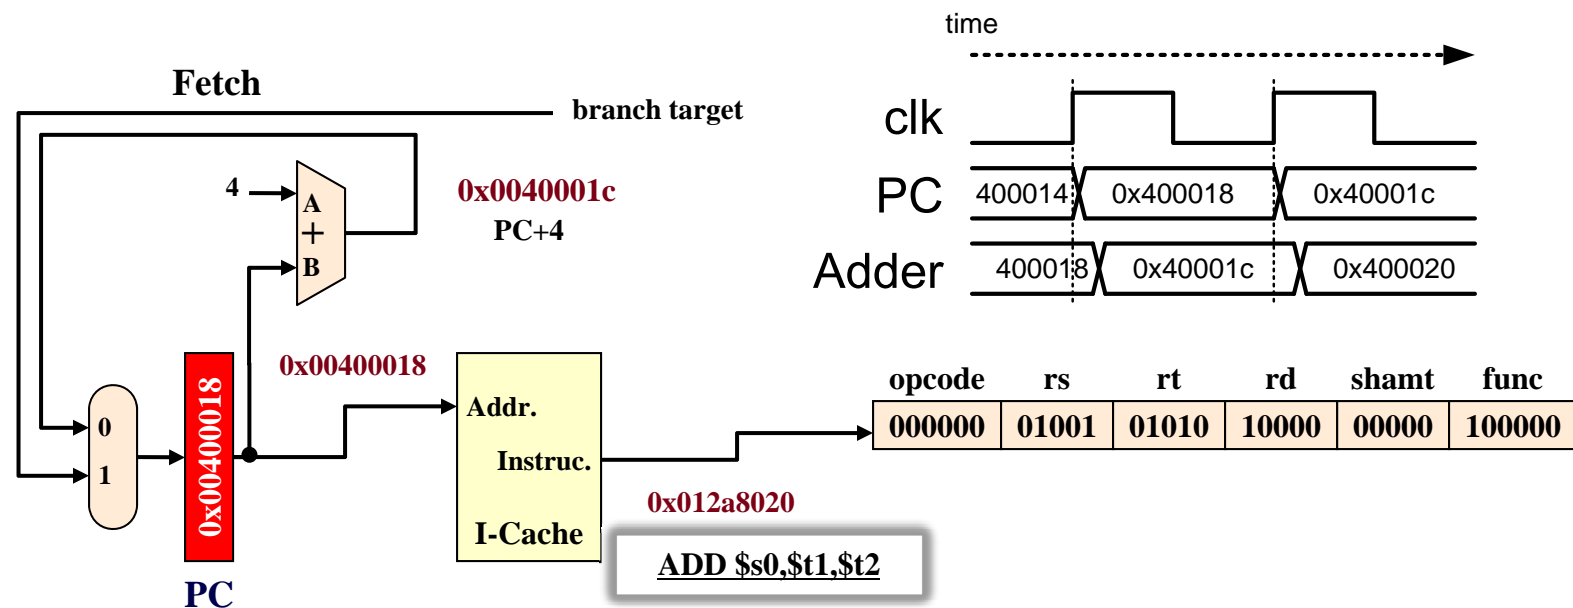 time
Fetch
branch target
clk
4
0x0040001c
PC+4
A
+
B
PC
400014
0x400018
0x40001c
Adder
400018
0x40001c
0x400020
0x00400018
opcode rs rt rd shamt func
000000 01001 01010 10000 00000 100000
0
1
0x00400018
PC
Addr.
Instruc.
I-Cache
0x012a8020
ADD $s0,$t1,$t2